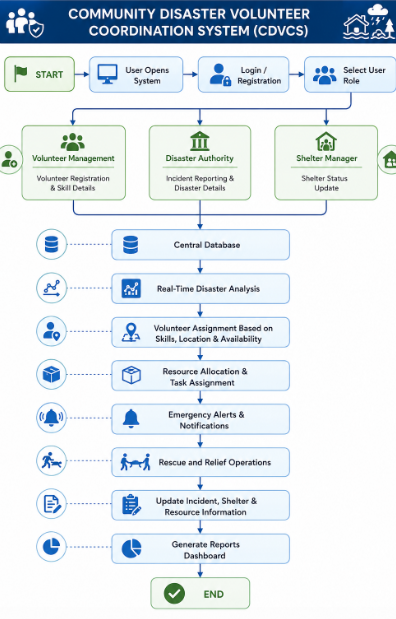 COMMUNITY DISASTER VOLUNTEER
COORDINATION SYSTEM (CDVCS)
START
User Opens
System
Login /
Registration
Select User
Role
Volunteer Management
Volunteer Registration
& Skill Details
Disaster Authority
Incident Reporting &
Disaster Details
Shelter Manager
Shelter Status
Update
Central Database
Real-Time Disaster Analysis
Volunteer Assignment Based on
Skills, Location & Availability
Resource Allocation &
Task Assignment
Emergency Alerts &
Notifications
Rescue and Relief Operations
Update Incident, Shelter &
Resource Information
Generate Reports
Dashboard
END